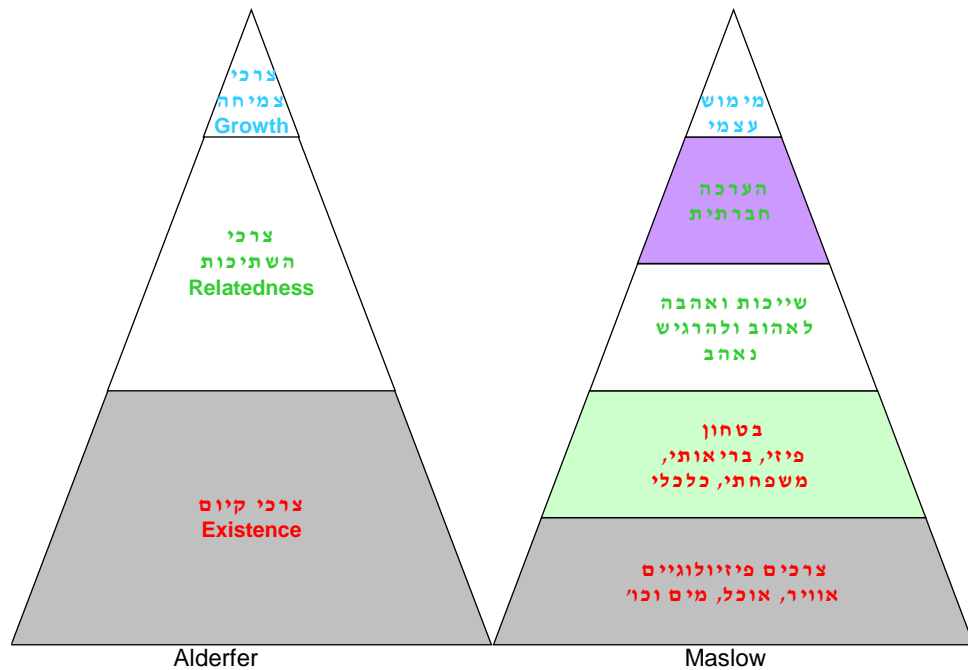 צרכי
צמיחה
Growth
צרכי
השתיכות
Relatedness
צרכי קיום
Existence
Alderfer
מימוש
עצמי
הערכה
חברתית
שייכות ואהבה
לאהוב ולהרגיש
נאהב
בטחון
פיזי, בריאותי,
משפחתי, כלכלי
צרכים פיזיולוגיים
אוויר, אוכל, מים וכו'
Maslow